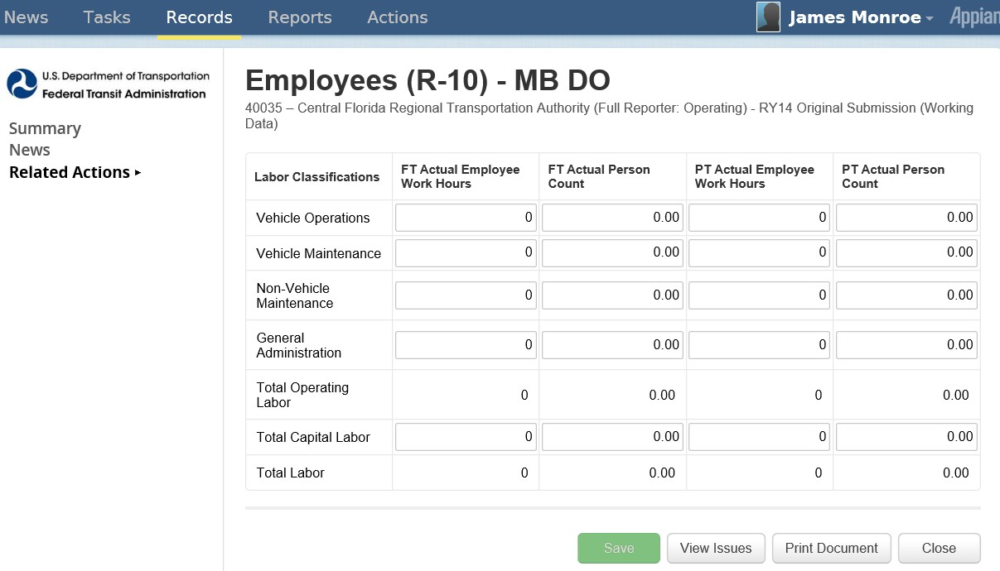 News Tasks Records Reports Actions James Monroe
U.S. Department of Transportation
Federal Transit Administration
Summary
News
Related Actions ▸
Employees (R-10) - MB DO
40035 – Central Florida Regional Transportation Authority (Full Reporter: Operating) - RY14 Original Submission (Working
Data)
Labor Classifications FT Actual Employee Work Hours FT Actual Person Count PT Actual Employee Work Hours PT Actual Person Count
Vehicle Operations 0 0.00 0 0.00
Vehicle Maintenance 0 0.00 0 0.00
Non-Vehicle
Maintenance 0 0.00 0 0.00
General
Administration 0 0.00 0 0.00
Total Operating
Labor 0 0.00 0 0.00
Total Capital Labor 0 0.00 0 0.00
Total Labor 0 0.00 0 0.00
Save View Issues Print Document Close